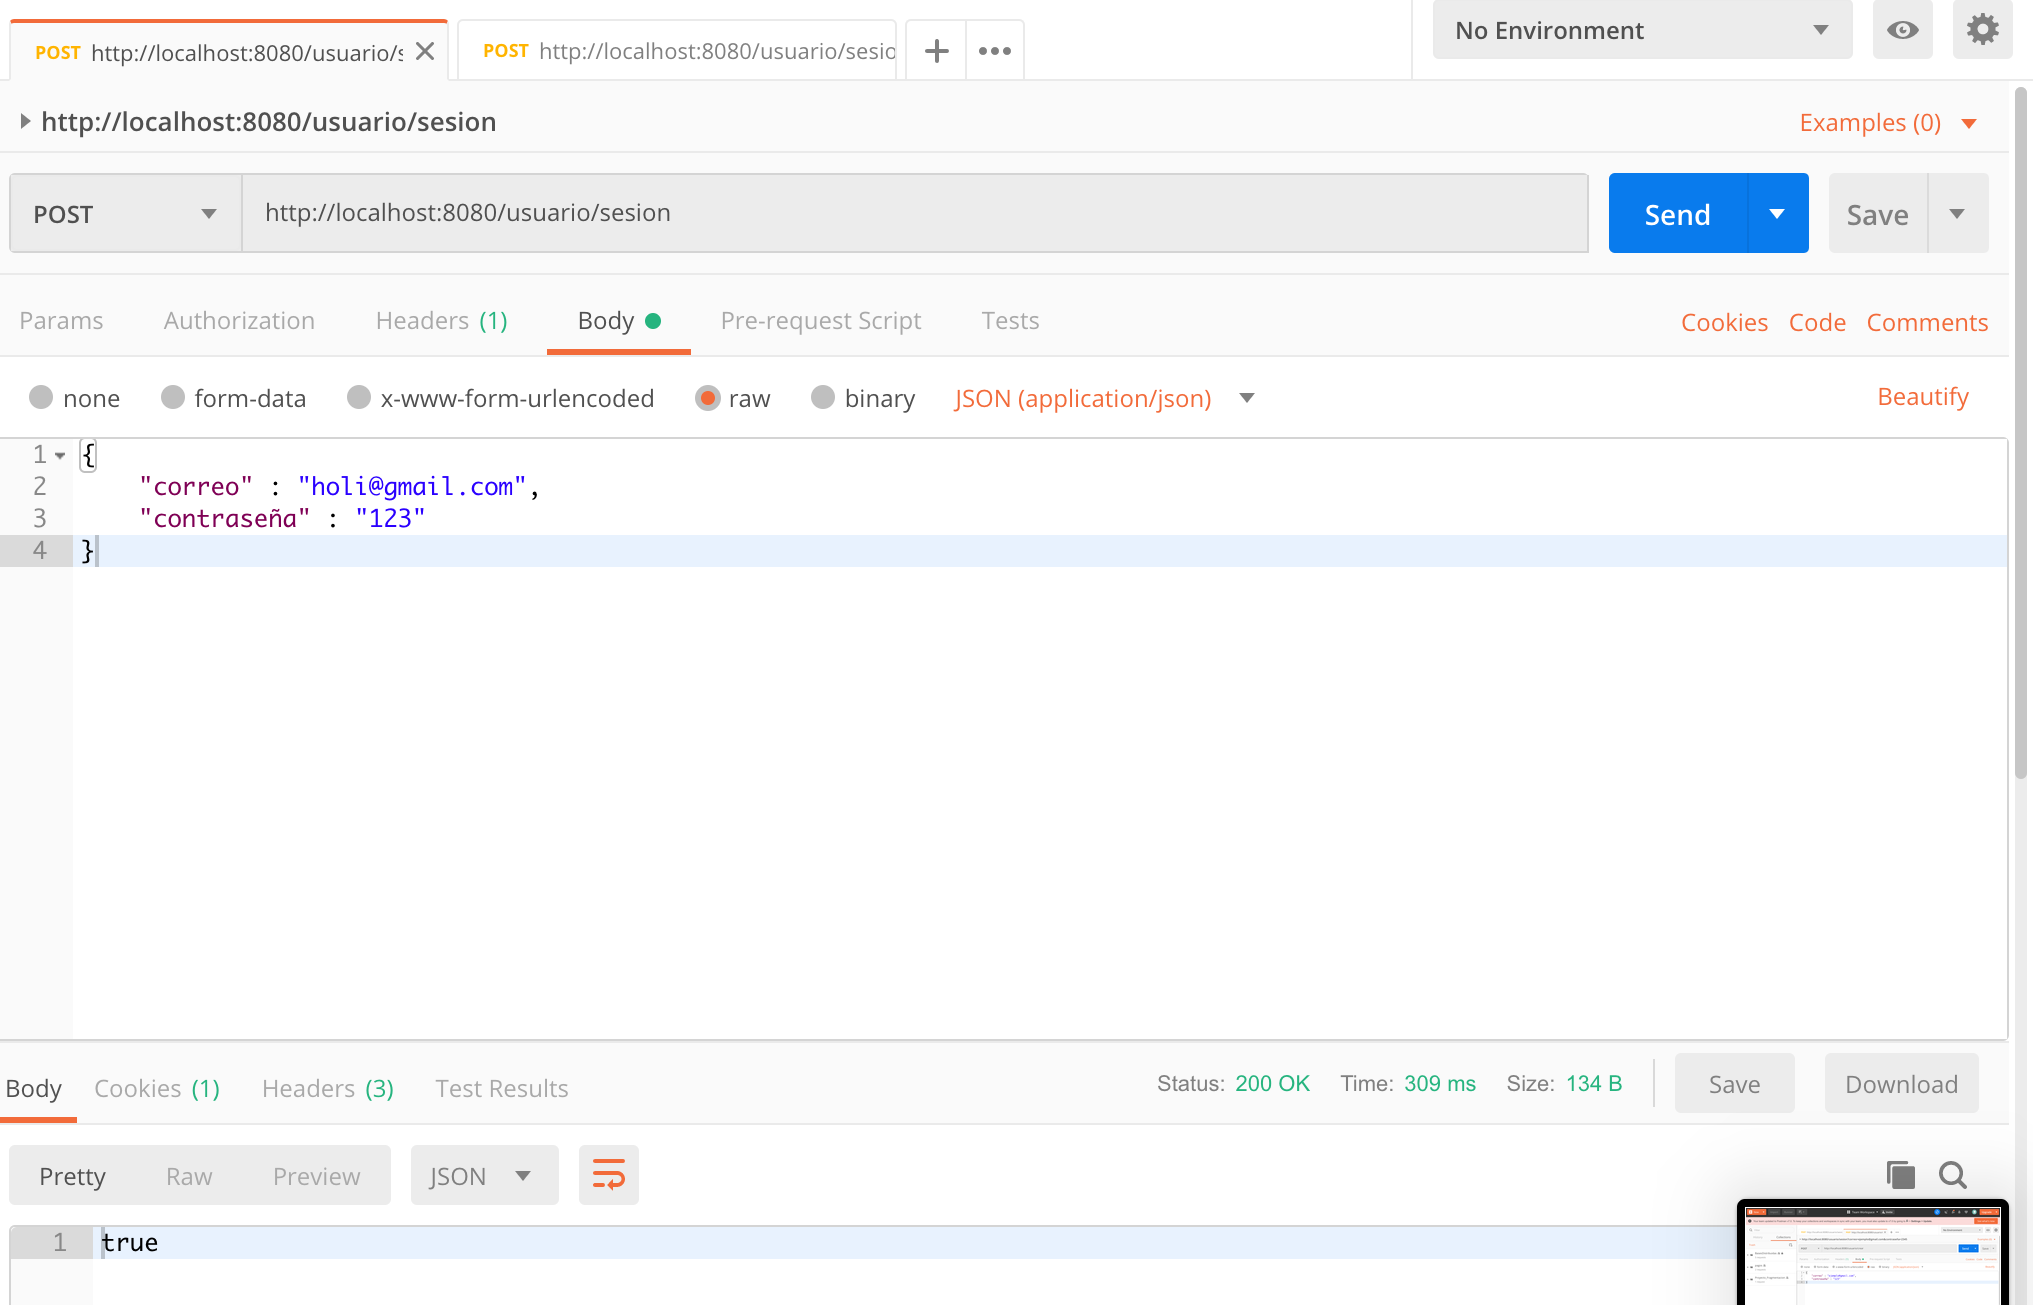 POST http://localhost:8080/usuario/s
POST http://localhost:8080/usuario/sesio
No Environment
http://localhost:8080/usuario/sesion
Examples (0)
POST
http://localhost:8080/usuario/sesion
Send
Save
Params
Authorization
Headers (1)
Body
Pre-request Script
Tests
Cookies
Code
Comments
none
form-data
x-www-form-urlencoded
raw
binary
JSON (application/json)
Beautify
1 {
2 "correo" : "holi@gmail.com",
3 "contraseña" : "123"
4 }
Body
Cookies (1)
Headers (3)
Test Results
Status: 200 OK
Time: 309 ms
Size: 134 B
Save
Download
Pretty
Raw
Preview
JSON
1 true